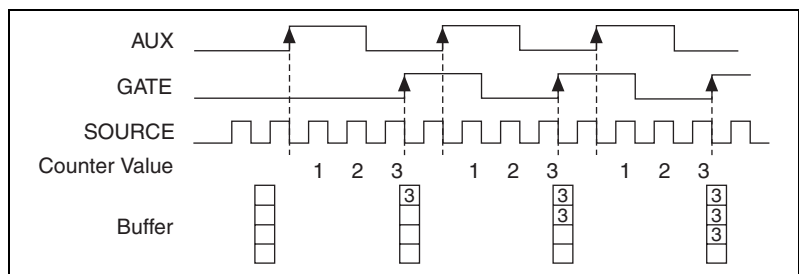 AUX
GATE
SOURCE
Counter Value 1 2 3 1 2 3 1 2 3
Buffer
3 3 3
3 3
3